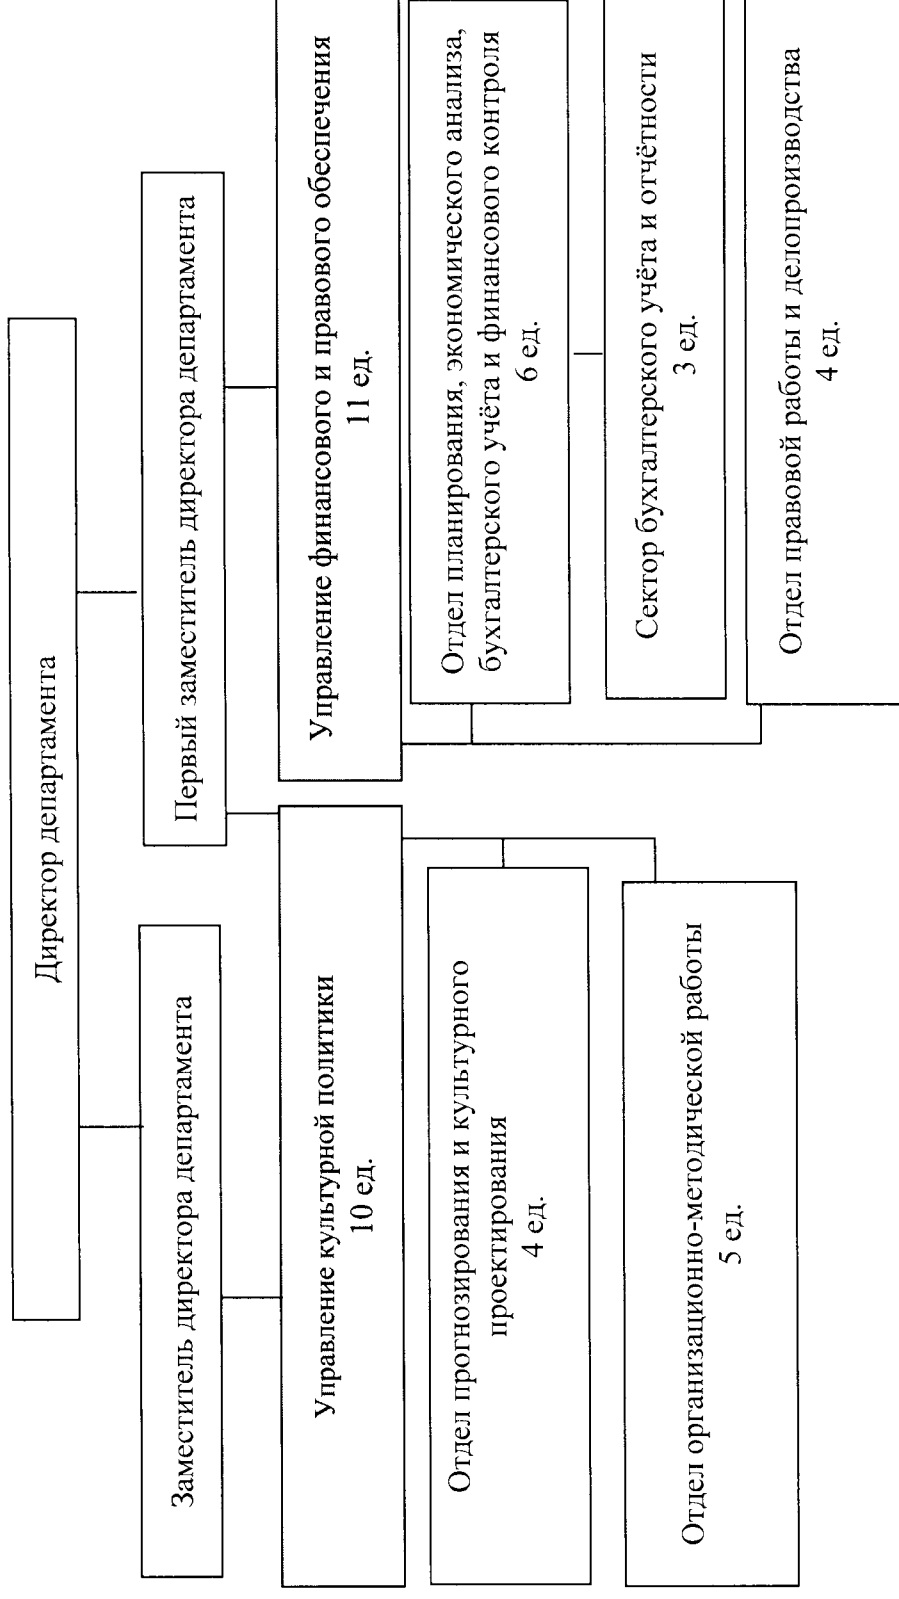 Директор департамента
Заместитель директора департамента
Первый заместитель директора департамента
Управление культурной политики
10 ед.
Управление финансового и правового обеспечения
11 ед.
Отдел прогнозирования и культурного
проектирования
4 ед.
Отдел организационно-методической работы
5 ед.
Отдел планирования, экономического анализа,
бухгалтерского учёта и финансового контроля
6 ед.
Сектор бухгалтерского учёта и отчётности
3 ед.
Отдел правовой работы и делопроизводства
4 ед.